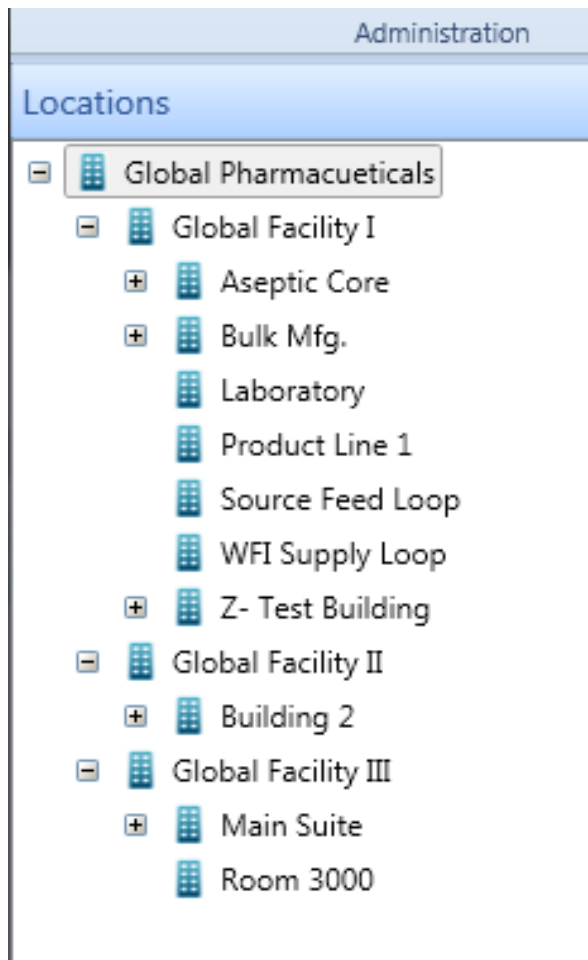 Administration
Locations
Global Pharmacueticals
Global Facility I
Aseptic Core
Bulk Mfg.
Laboratory
Product Line 1
Source Feed Loop
WFI Supply Loop
Z- Test Building
Global Facility II
Building 2
Global Facility III
Main Suite
Room 3000